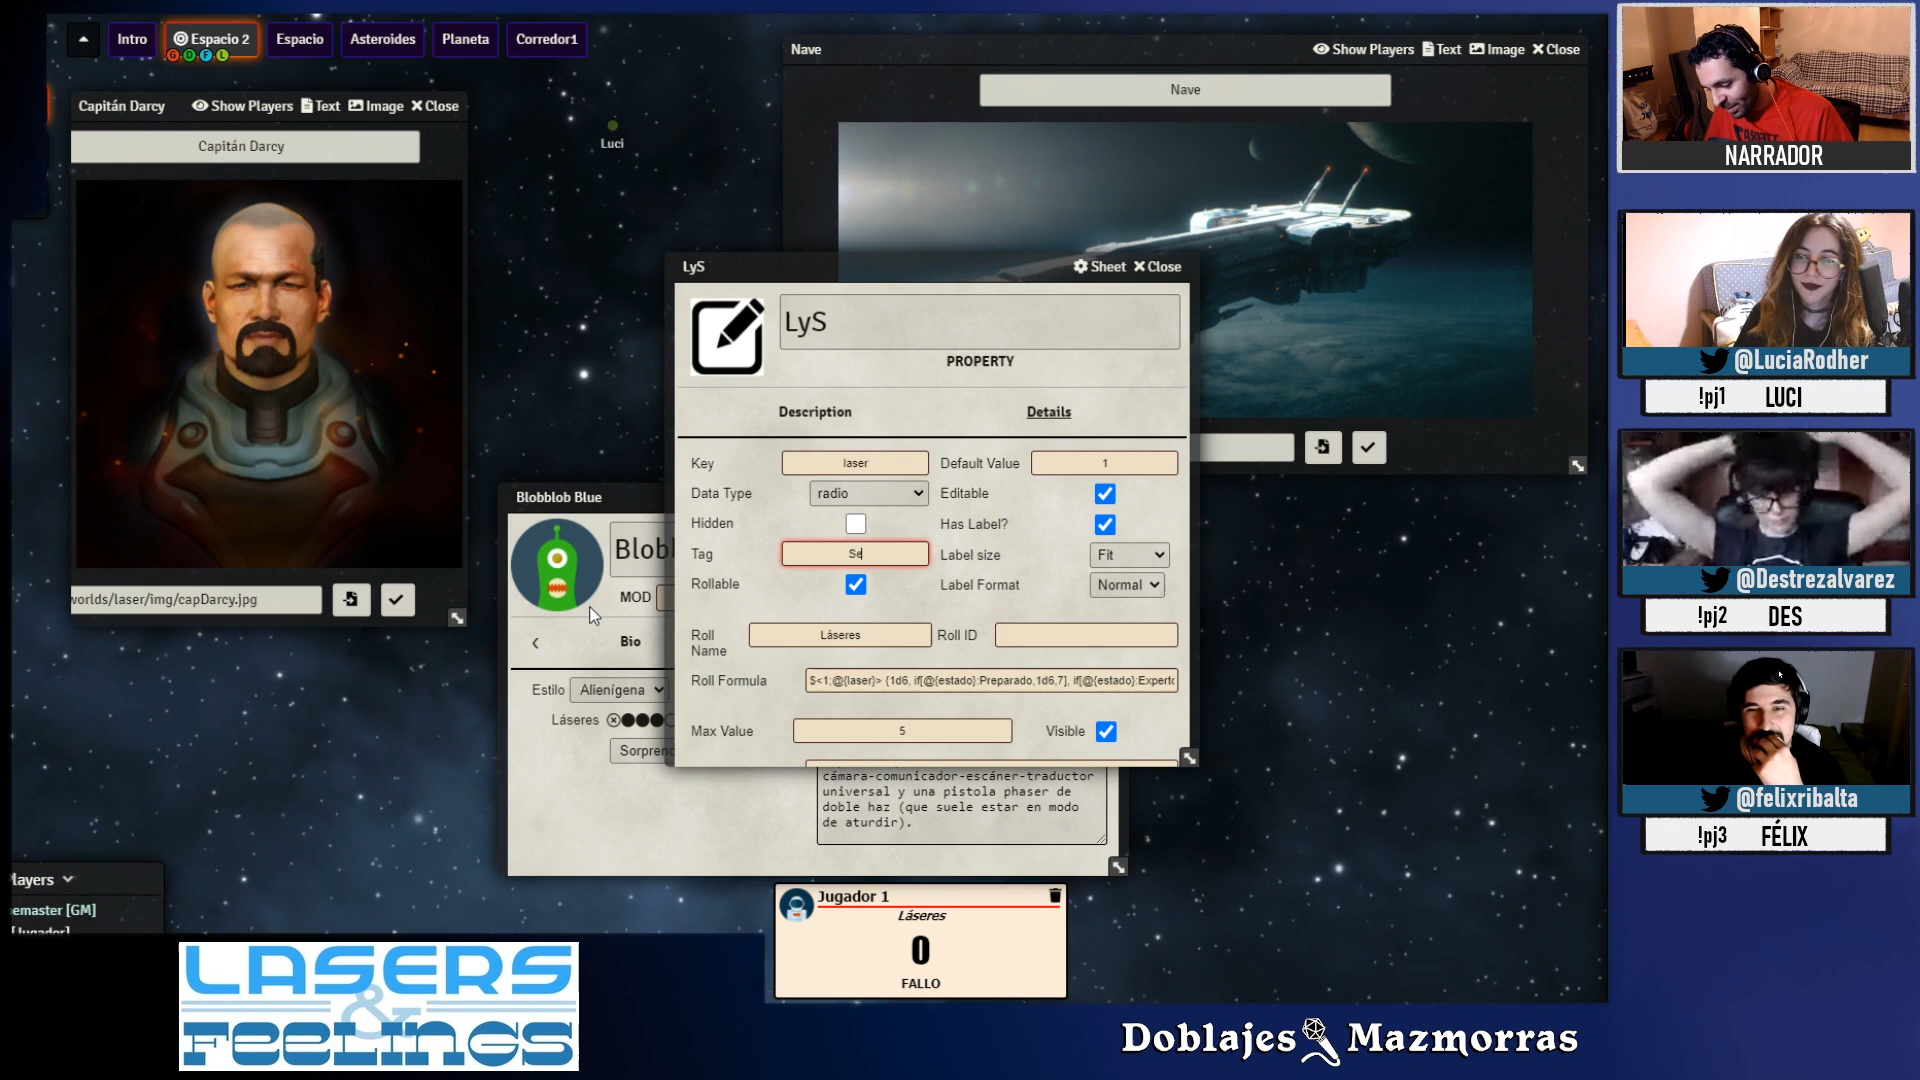 Intro
Espacio 2
Espacio
Asteroides
Planeta
Corredor1
G D F L
Capitán Darcy
Show Players
Text
Image
Close
Capitán Darcy
worlds/laser/img/capDarcy.jpg
Luci
Nave
Show Players
Text
Image
Close
Nave
LyS
Sheet
Close
LyS
PROPERTY
Description
Details
Key
laser
Default Value
1
Data Type
radio
Editable
Hidden
Has Label?
Tag
Se
Label size
Fit
Rollable
Label Format
Normal
Roll Name
Láseres
Roll ID
Roll Formula
$<1;@{laser}> {1d6, if[@{estado}:Preparado,1d6,7], if[@{estado}:Experto
Max Value
5
Visible
Blobblob Blue
Blob
MOD
Bio
Estilo
Alienígena
Láseres
Sorpren
cámara-comunicador-escáner-traductor
universal y una pistola phaser de
doble haz (que suele estar en modo
de aturdir).
layers
emaster [GM]
[Jugador]
Jugador 1
Láseres
0
FALLO
LASERS
&
FEELINGS
Doblajes Mazmorras
NARRADOR
@LuciaRodher
!pj1 LUCI
@Destrezalvarez
!pj2 DES
@felixribalta
!pj3 FÉLIX